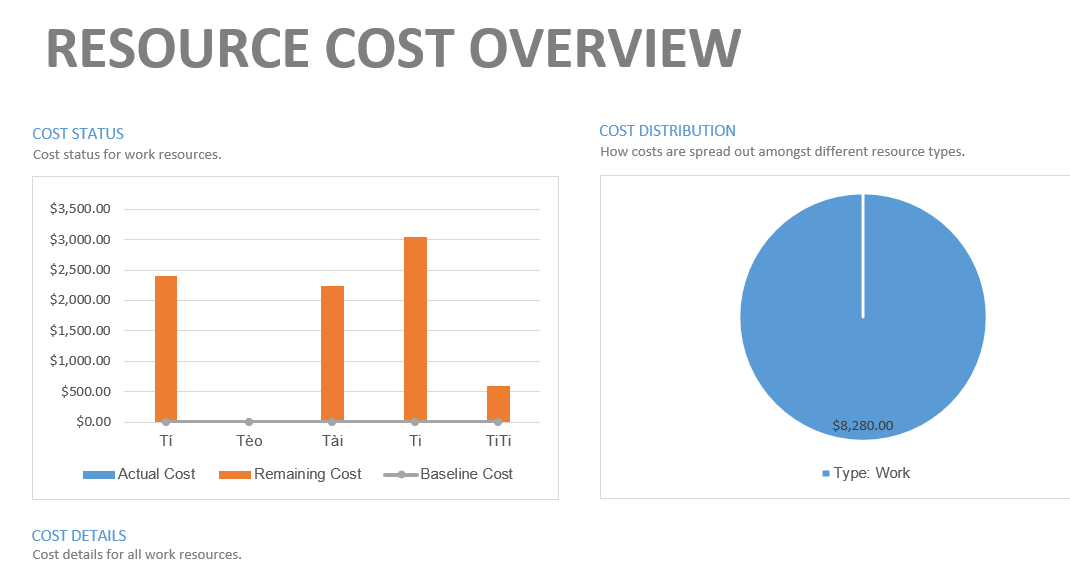 RESOURCE COST OVERVIEW
COST STATUS
Cost status for work resources.
$3,500.00
$3,000.00
$2,500.00
$2,000.00
$1,500.00
$1,000.00
$500.00
$0.00
Tí Tèo Tài Ti TiTi
Actual Cost Remaining Cost Baseline Cost
COST DISTRIBUTION
How costs are spread out amongst different resource types.
$8,280.00
Type: Work
COST DETAILS
Cost details for all work resources.